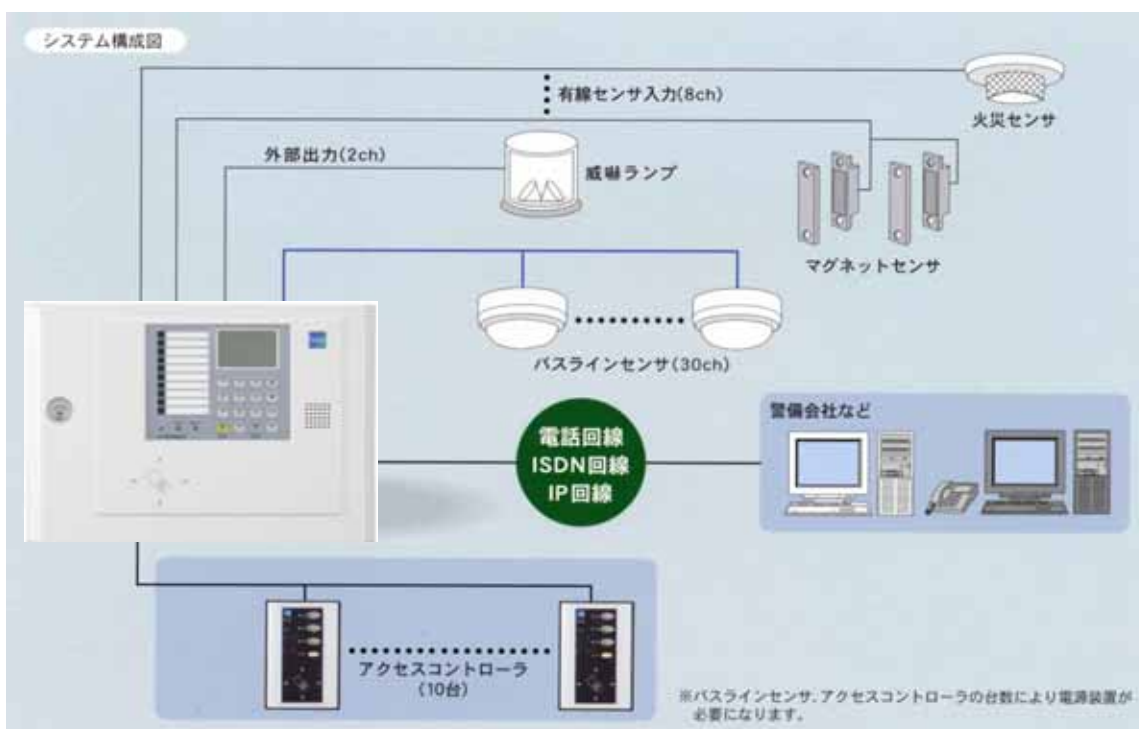 システム構成図
有線センサ入力(8ch)
火災センサ
外部出力(2ch)
威嚇ランプ
マグネットセンサ
バスラインセンサ(30ch)
電話回線
ISDN回線
IP回線
警備会社など
アクセスコントローラ
(10台)
※バスラインセンサ、アクセスコントローラの台数により電源装置が
必要になります。